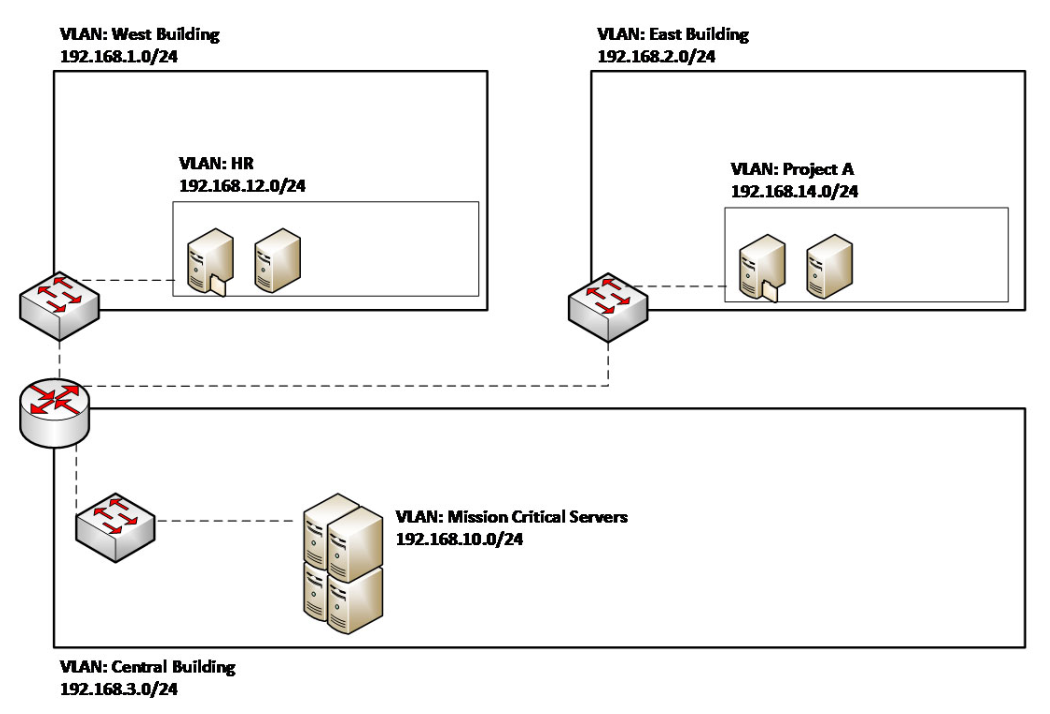 VLAN: West Building
192.168.1.0/24
VLAN: East Building
192.168.2.0/24
VLAN: HR
192.168.12.0/24
VLAN: Project A
192.168.14.0/24
VLAN: Mission Critical Servers
192.168.10.0/24
VLAN: Central Building
192.168.3.0/24